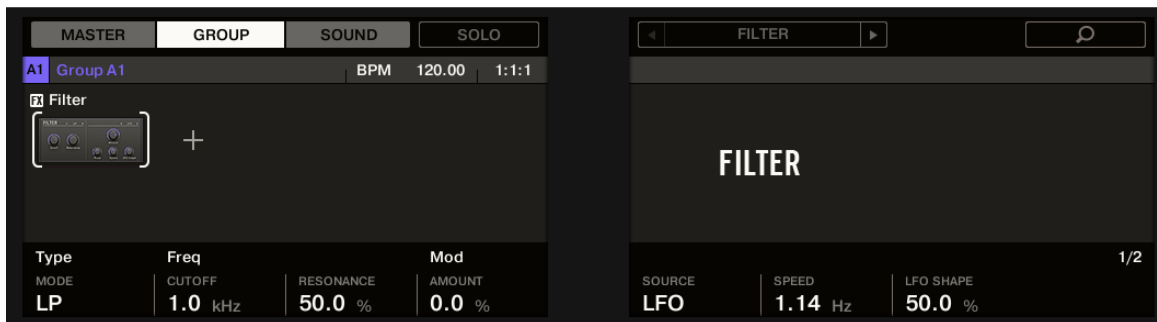 MASTER GROUP SOUND SOLO
A1 Group A1 BPM 120.00 1:1:1
FX Filter
Type Freq Mod
MODE CUTOFF RESONANCE AMOUNT
LP 1.0 kHz 50.0 % 0.0 %
FILTER
FILTER
1/2
SOURCE SPEED LFO SHAPE
LFO 1.14 Hz 50.0 %